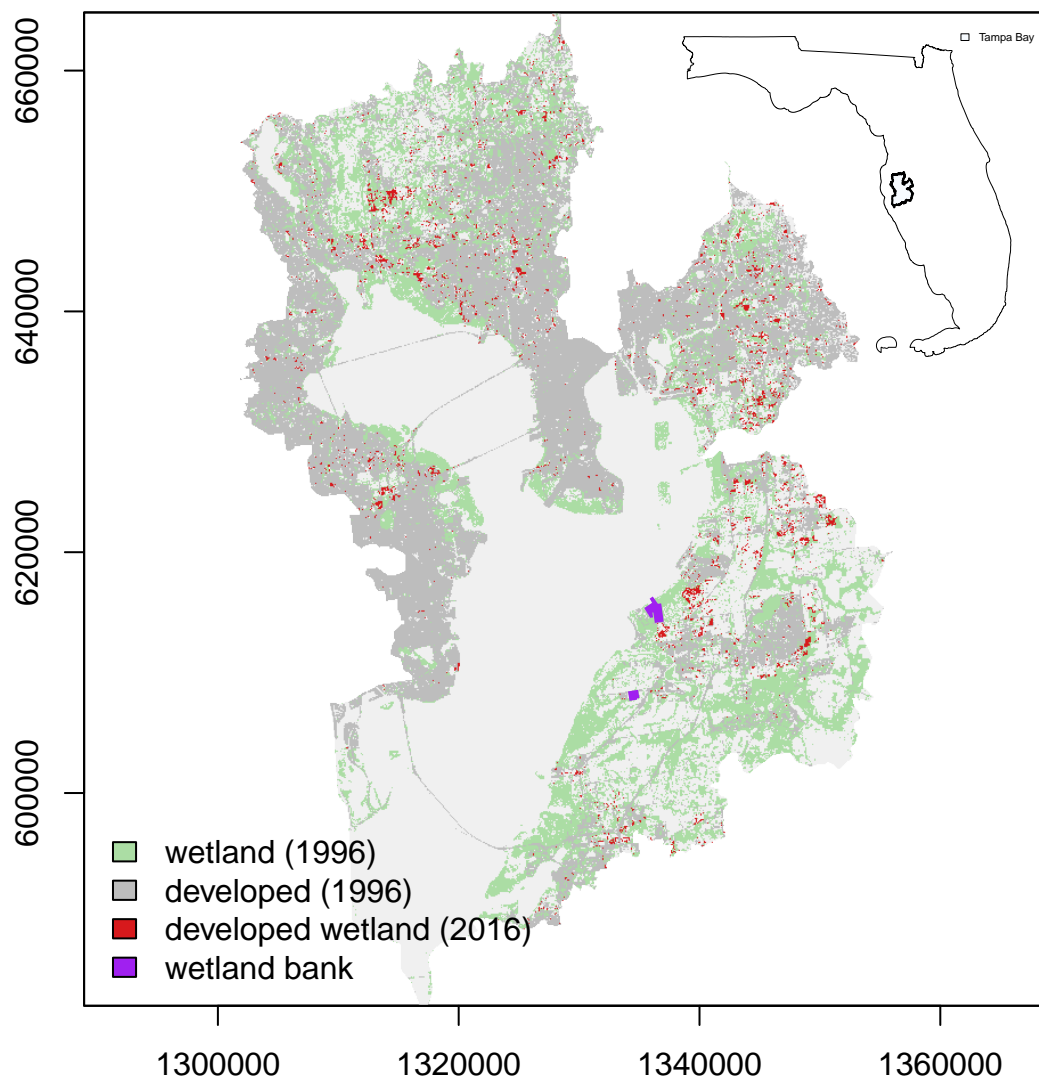 Tampa Bay
660000
640000
620000
600000
wetland (1996)
developed (1996)
developed wetland (2016)
wetland bank
1300000 1320000 1340000 1360000